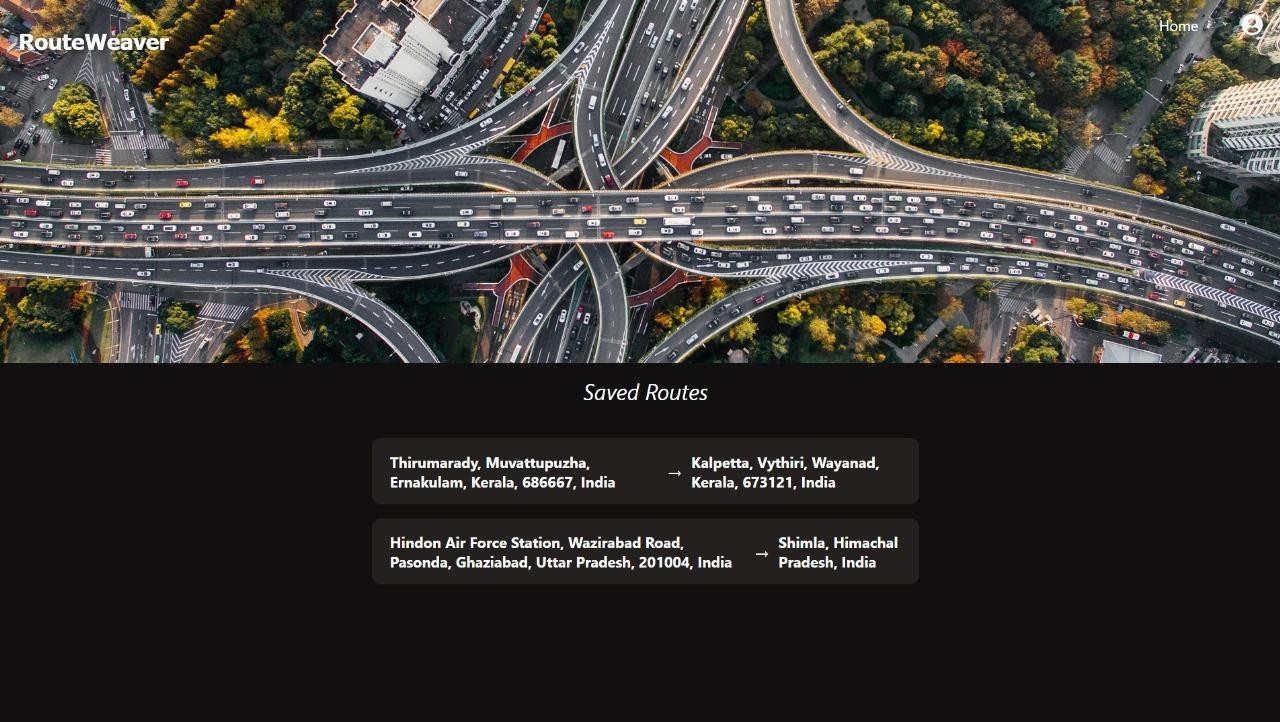 RouteWeaver
Home
Saved Routes
Thirumarady, Muvattupuzha,
Ernakulam, Kerala, 686667, India
→
Kalpetta, Vythiri, Wayanad,
Kerala, 673121, India
Hindon Air Force Station, Wazirabad Road,
Pasonda, Ghaziabad, Uttar Pradesh, 201004, India
→
Shimla, Himachal
Pradesh, India